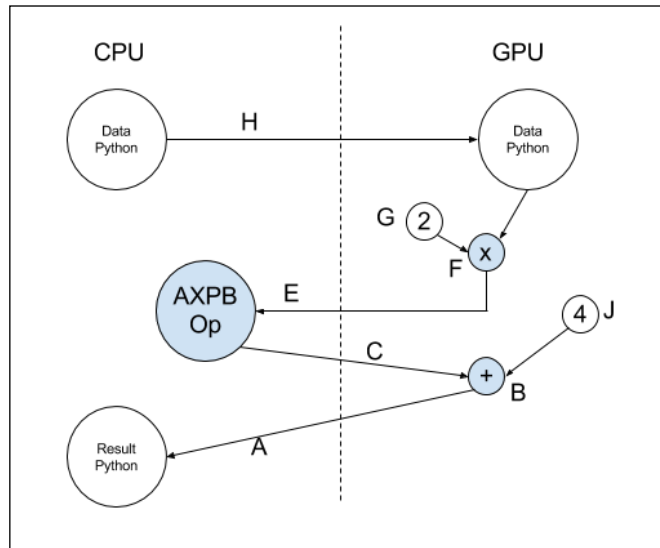 CPU
GPU
Data
Python
H
Data
Python
G
2
x
F
AXPB
Op
E
4
J
C
+
B
Result
Python
A